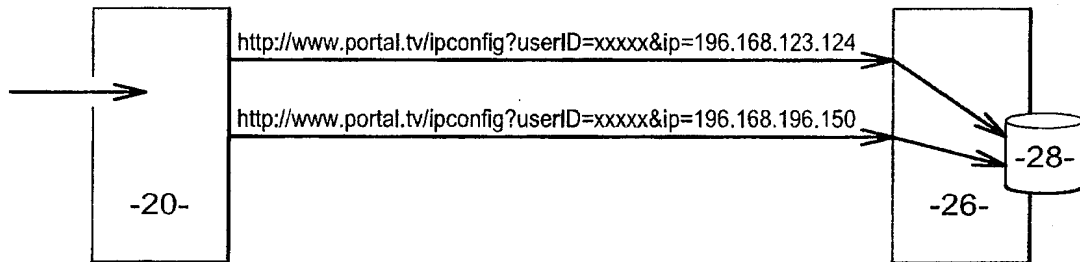 http://www.portal.tv/ipconfig?userID=xxxxx&ip=196.168.123.124
http://www.portal.tv/ipconfig?userID=xxxxx&ip=196.168.196.150
-28-
-20-
-26-